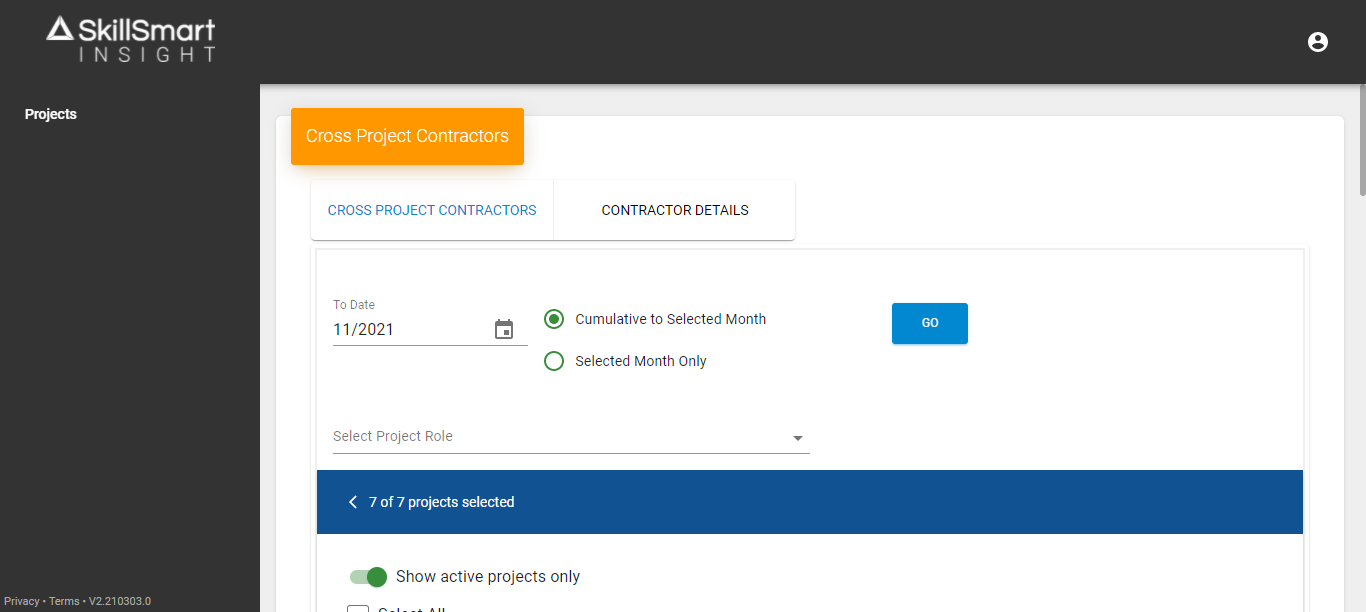 SkillSmart
INSIGHT
Projects
Cross Project Contractors
CROSS PROJECT CONTRACTORS
CONTRACTOR DETAILS
To Date
11/2021
Cumulative to Selected Month
GO
Selected Month Only
Select Project Role
7 of 7 projects selected
Show active projects only
Select All
Privacy • Terms • V2.210303.0